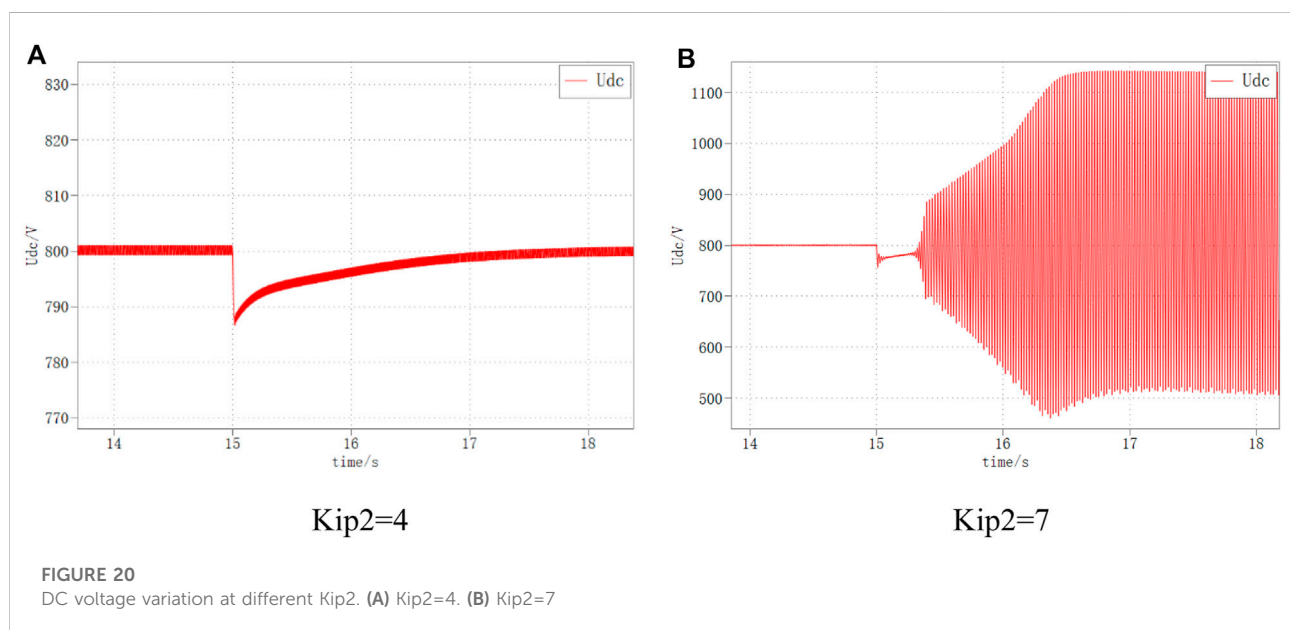 A
Udc
830
820
810
800
790
780
770
Udc/V
14 15 16 17 18
time/s
Kip2=4
B
Udc
1100
1000
900
800
700
600
500
Udc/V
14 15 16 17 18
time/s
Kip2=7
FIGURE 20
DC voltage variation at different Kip2. (A) Kip2=4. (B) Kip2=7